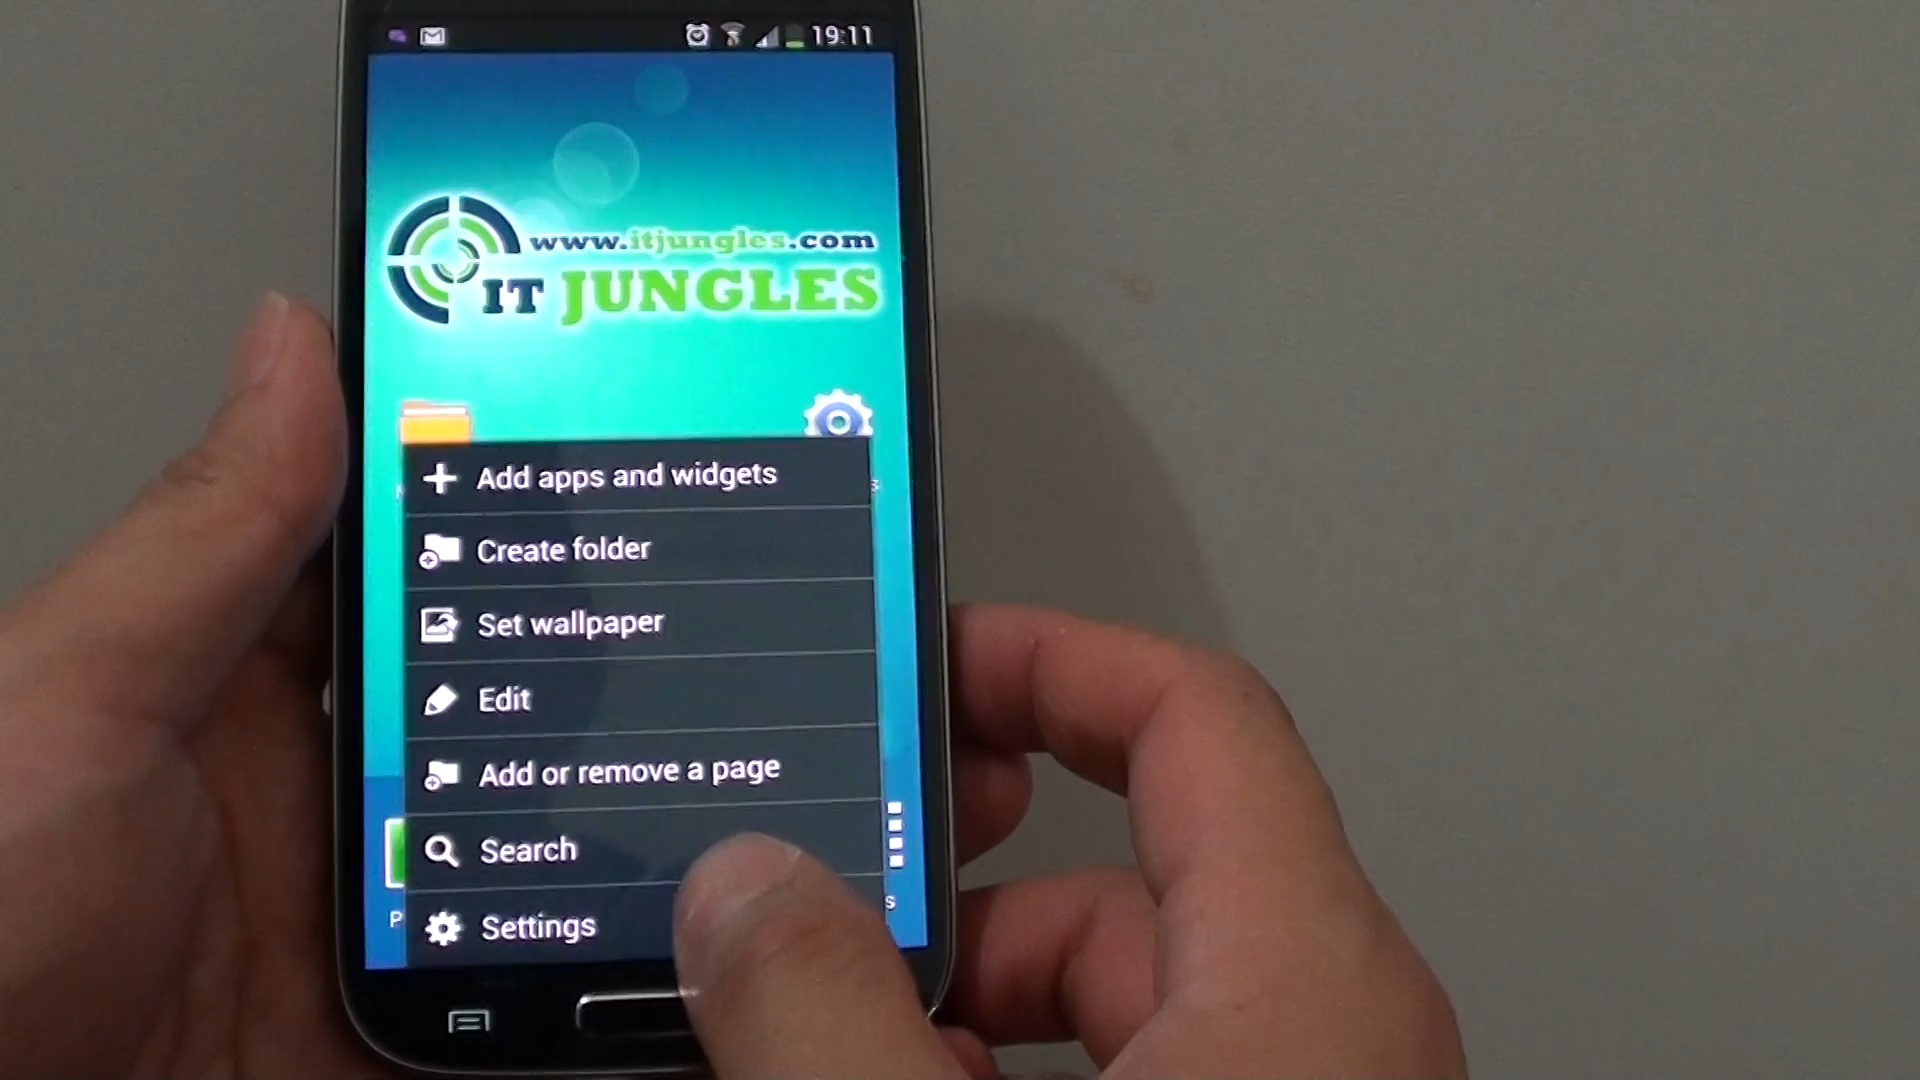 19:11
www.itjungles.com
IT JUNGLES
Add apps and widgets
Create folder
Set wallpaper
Edit
Add or remove a page
Search
Settings